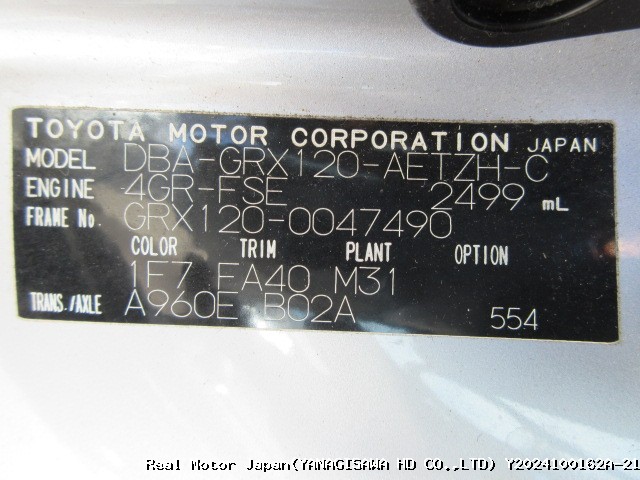 TOYOTA MOTOR CORPORATION JAPAN
MODEL DBA-GRX120-AETZH-C
ENGINE 4GR-FSE 2499 mL
FRAME No. GRX120-0047490
COLOR TRIM PLANT OPTION
1F7 EA40 M31
TRANS./AXLE A960E B02A 554
Real Motor Japan(YANAGISAWA HD CO.,LTD) Y2024100162A-21